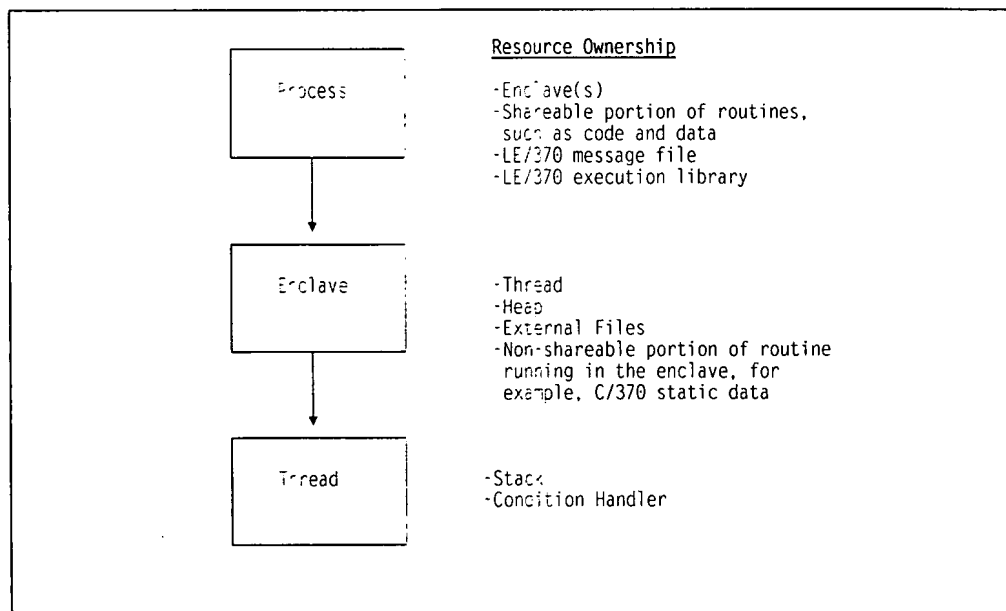 Resource Ownership
Process
-Enclave(s)
-Shareable portion of routines,
such as code and data
-LE/370 message file
-LE/370 execution library
Enclave
-Thread
-Heap
-External Files
-Non-shareable portion of routine
running in the enclave, for
example, C/370 static data
Thread
-Stack
-Condition Handler